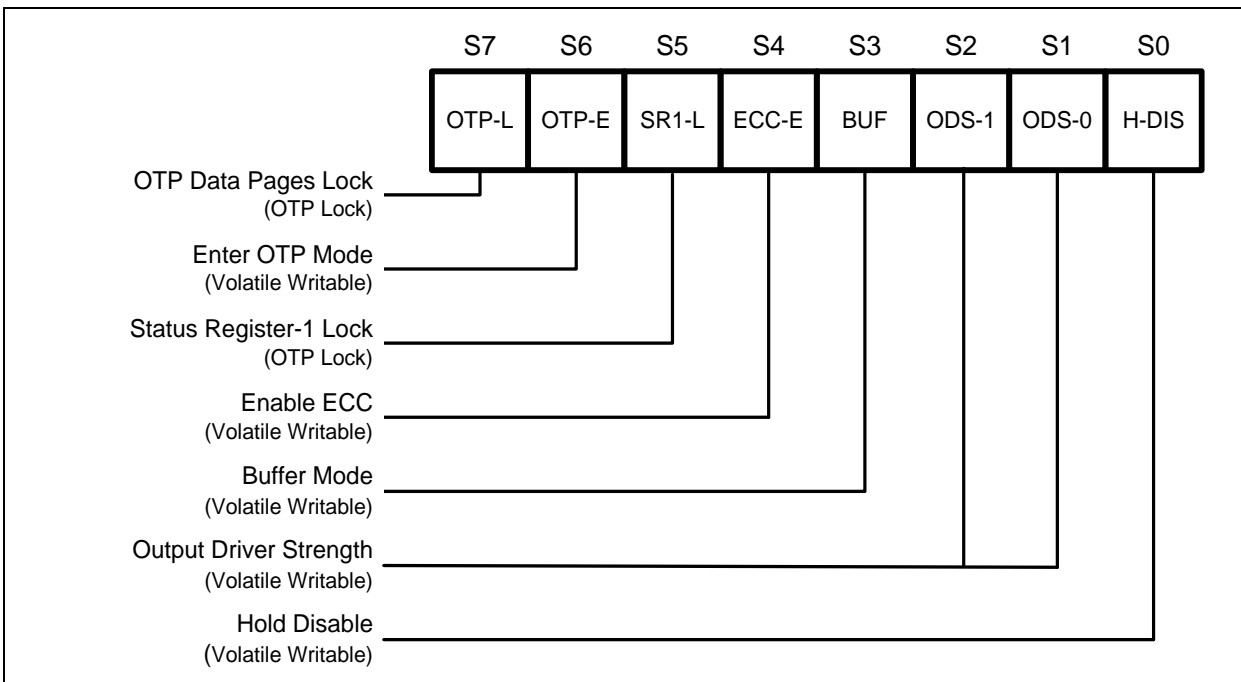 S7 S6 S5 S4 S3 S2 S1 S0
OTP-L OTP-E SR1-L ECC-E BUF ODS-1 ODS-0 H-DIS
OTP Data Pages Lock
(OTP Lock)
Enter OTP Mode
(Volatile Writable)
Status Register-1 Lock
(OTP Lock)
Enable ECC
(Volatile Writable)
Buffer Mode
(Volatile Writable)
Output Driver Strength
(Volatile Writable)
Hold Disable
(Volatile Writable)